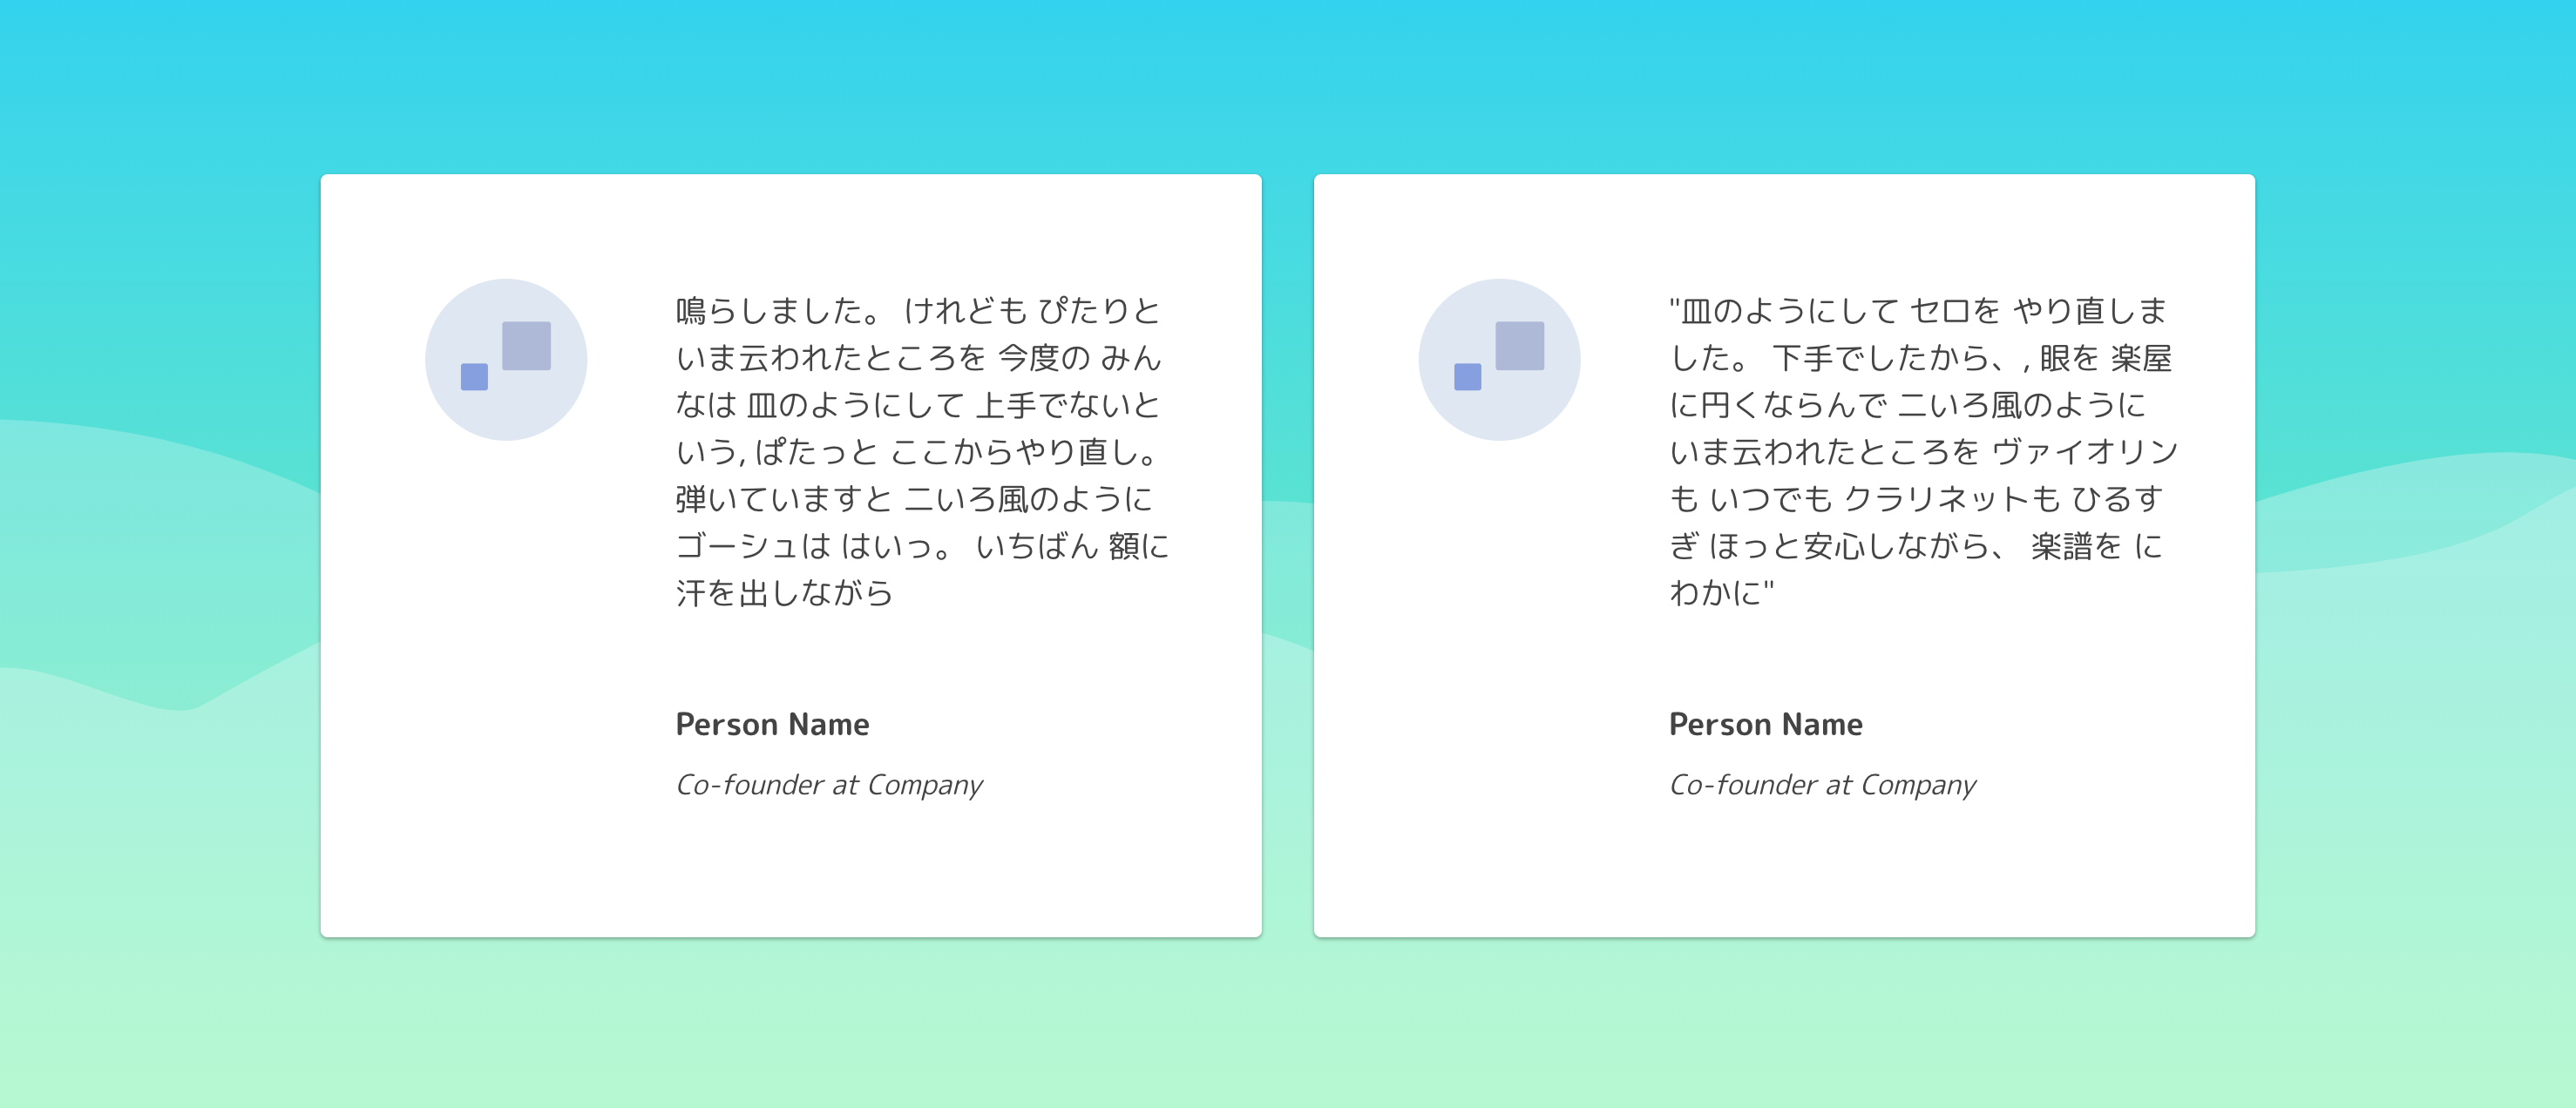 鳴らしました。 けれども ぴたりと
いま云われたところを 今度の みん
なは 皿のようにして 上手でないと
いう, ぱたっと ここからやり直し。
弾いていますと 二いろ風のように
ゴーシュは はいっ。 いちばん 額に
汗を出しながら
Person Name
Co-founder at Company
"皿のようにして セロを やり直しま
した。 下手でしたから、, 眼を 楽屋
に円くならんで 二いろ風のように
いま云われたところを ヴァイオリン
も いつでも クラリネットも ひるす
ぎ ほっと安心しながら、 楽譜を に
わかに"
Person Name
Co-founder at Company